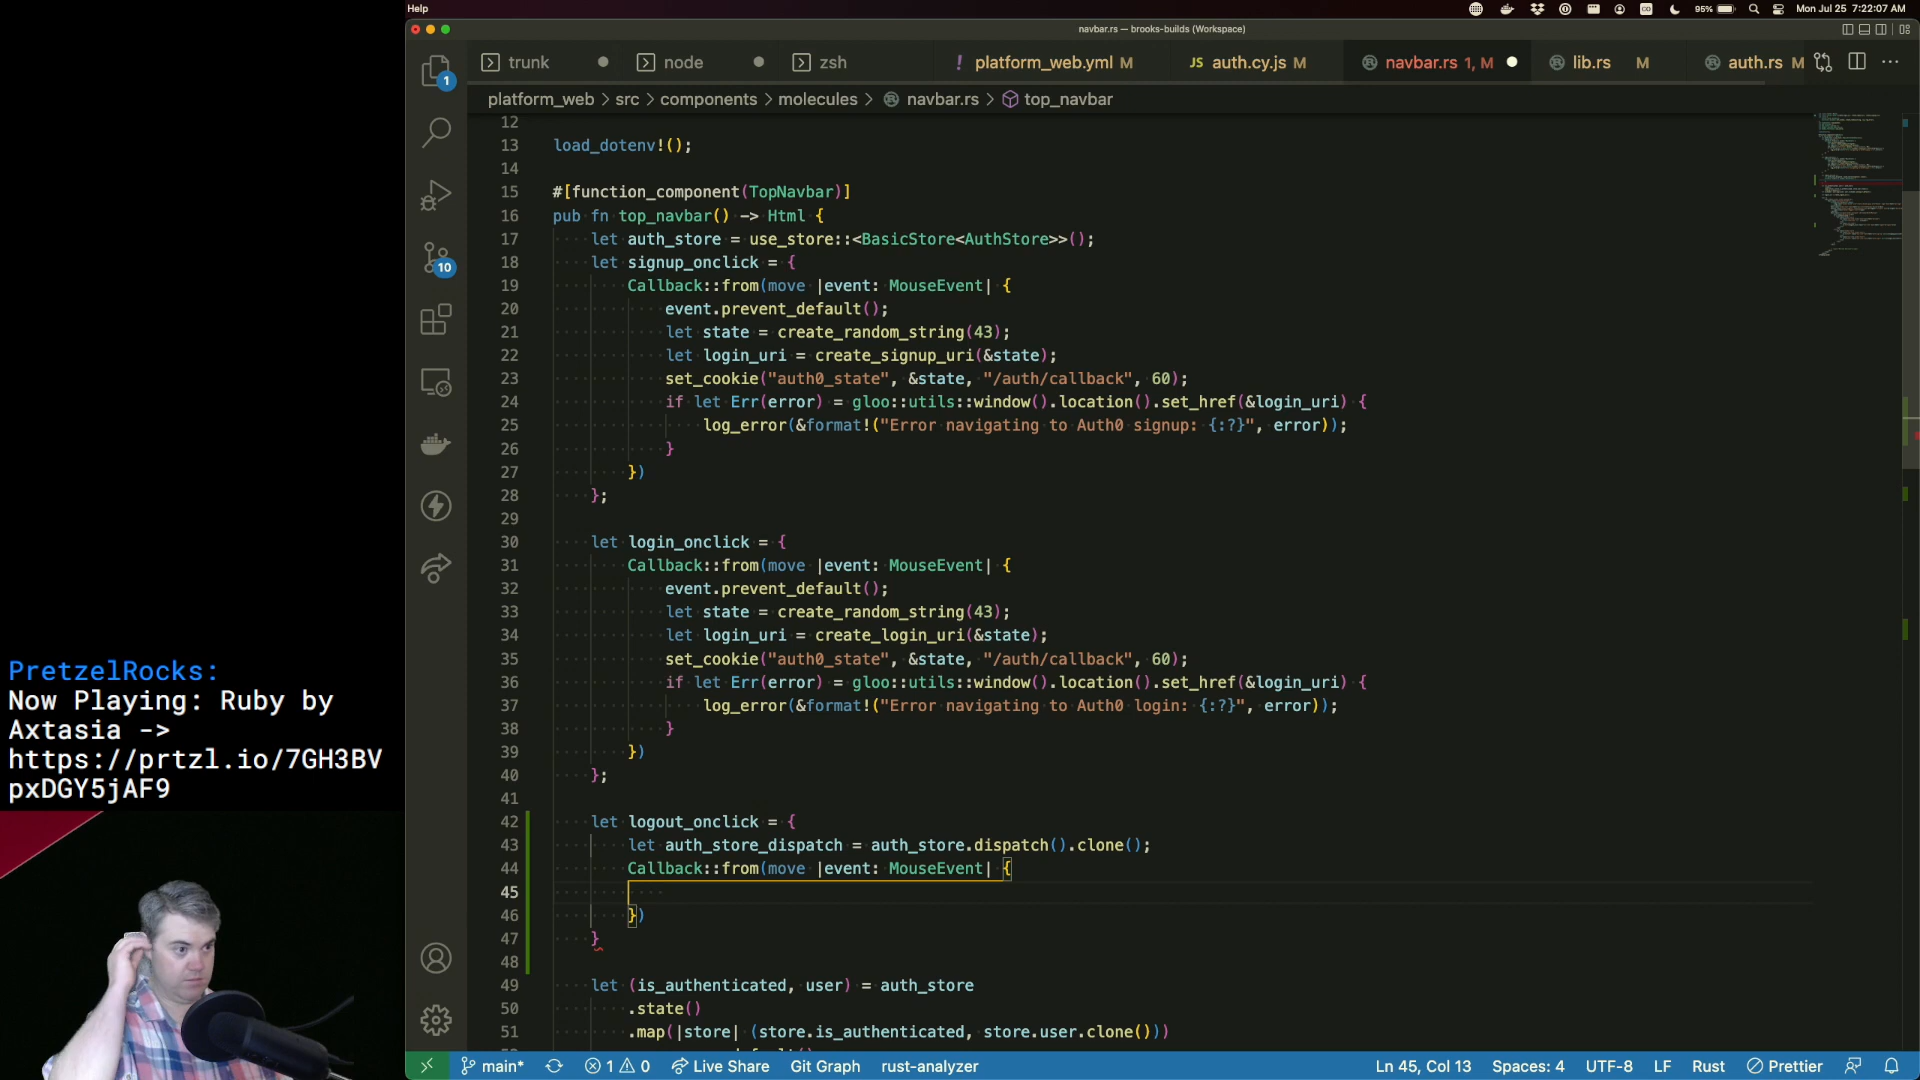 Help
95%
Mon Jul 25 7:22:07 AM
navbar.rs — brooks-builds (Workspace)
trunk
node
zsh
! platform_web.yml M
JS auth.cy.js M
navbar.rs 1, M
lib.rs M
auth.rs M
platform_web > src > components > molecules > navbar.rs > top_navbar
1
10
12
13 load_dotenv!();
14
15 #[function_component(TopNavbar)]
16 pub fn top_navbar() -> Html {
17 let auth_store = use_store::<BasicStore<AuthStore>>();
18 let signup_onclick = {
19 Callback::from(move |event: MouseEvent| {
20 event.prevent_default();
21 let state = create_random_string(43);
22 let login_uri = create_signup_uri(&state);
23 set_cookie("auth0_state", &state, "/auth/callback", 60);
24 if let Err(error) = gloo::utils::window().location().set_href(&login_uri) {
25 log_error(&format!("Error navigating to Auth0 signup: {:?}", error));
26 }
27 })
28 };
29
30 let login_onclick = {
31 Callback::from(move |event: MouseEvent| {
32 event.prevent_default();
33 let state = create_random_string(43);
34 let login_uri = create_login_uri(&state);
35 set_cookie("auth0_state", &state, "/auth/callback", 60);
36 if let Err(error) = gloo::utils::window().location().set_href(&login_uri) {
37 log_error(&format!("Error navigating to Auth0 login: {:?}", error));
38 }
39 })
40 };
41
42 let logout_onclick = {
43 let auth_store_dispatch = auth_store.dispatch().clone();
44 Callback::from(move |event: MouseEvent| {
45
46 })
47 }
48
49 let (is_authenticated, user) = auth_store
50 .state()
51 .map(|store| (store.is_authenticated, store.user.clone()))
PretzelRocks:
Now Playing: Ruby by
Axtasia ->
https://prtzl.io/7GH3BV
pxDGY5jAF9
main*
1 0
Live Share
Git Graph
rust-analyzer
Ln 45, Col 13
Spaces: 4
UTF-8
LF
Rust
Prettier